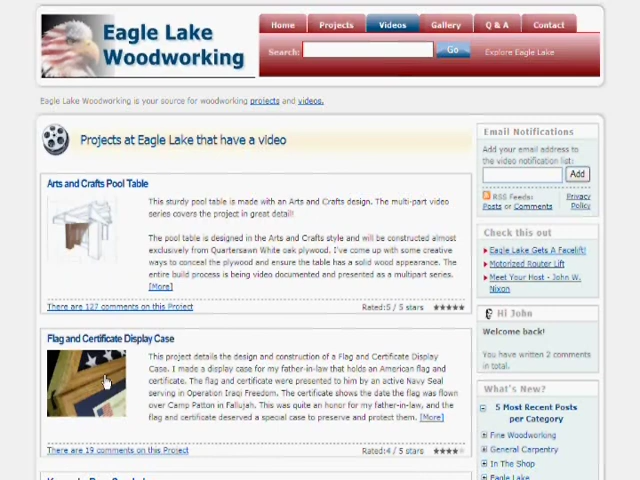 Eagle Lake
Woodworking
Home Projects Videos Gallery Q & A Contact
Search: Go Explore Eagle Lake
Eagle Lake Woodworking is your source for woodworking projects and videos.
Projects at Eagle Lake that have a video
Arts and Crafts Pool Table
This sturdy pool table is made with an Arts and Crafts design. The multi-part
video series covers the project in great detail!
The pool table is designed in the Arts and Crafts style and will be constructed almost
exclusively from Quartersawn White oak plywood. I've come up with some creative
ways to conceal the plywood and ensure the table has a solid wood appearance. The
entire build process is being video documented and presented as a multipart series.
[More]
There are 127 comments on this Project Rated:5 / 5 stars
Flag and Certificate Display Case
This project details the design and construction of a Flag and Certificate Display
Case. I made a display case for my father-in-law that holds an American flag and
certificate. The flag and certificate were presented to him by an active Navy Seal
serving in Operation Iraqi Freedom. The certificate shows the date the flag was flown
over Camp Patton in Fallujah. This was quite an honor for my father-in-law, and the
flag and certificate deserved a special case to preserve and protect them. [More]
There are 19 comments on this Project Rated:4 / 5 stars
Email Notifications
Add your email address to
the video notification list:
Add
RSS Feeds: Privacy
Posts or Comments Policy
Check this out
Eagle Lake Gets A Facelift!
Motorized Router Lift
Meet Your Host - John W.
Nixon
Hi John
Welcome back!
You have written 2 comments
in total.
What's New?
5 Most Recent Posts
per Category
Fine Woodworking
General Carpentry
In The Shop
Eagle Lake